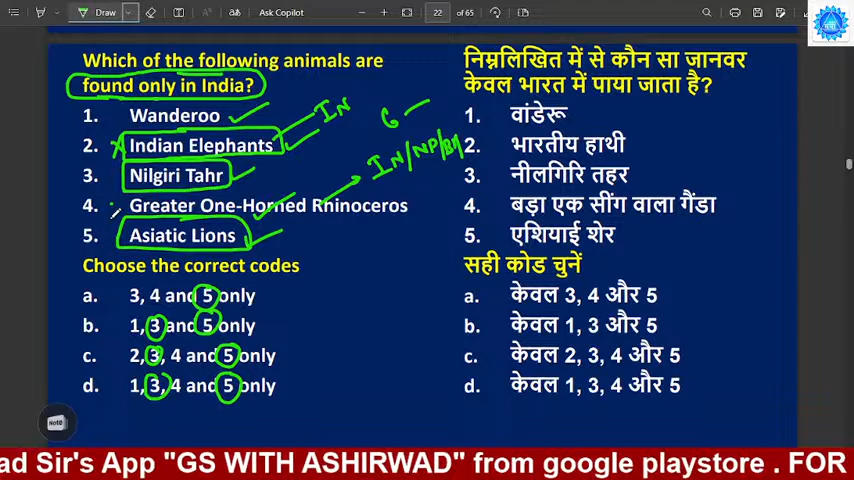 Draw
Ask Copilot
22 of 65
Which of the following animals are
found only in India?
1. Wanderoo
2. Indian Elephants
3. Nilgiri Tahr
4. Greater One-Horned Rhinoceros
5. Asiatic Lions
Choose the correct codes
a. 3, 4 and 5 only
b. 1, 3 and 5 only
c. 2, 3, 4 and 5 only
d. 1, 3, 4 and 5 only
IN
IN/NP/
निम्नलिखित में से कौन सा जानवर
केवल भारत में पाया जाता है?
1. वांडेरू
2. भारतीय हाथी
3. नीलगिरि तहर
4. बड़ा एक सींग वाला गैंडा
5. एशियाई शेर
सही कोड चुनें
a. केवल 3, 4 और 5
b. केवल 1, 3 और 5
c. केवल 2, 3, 4 और 5
d. केवल 1, 3, 4 और 5
ad Sir's App "GS WITH ASHIRWAD" from google playstore . FOR